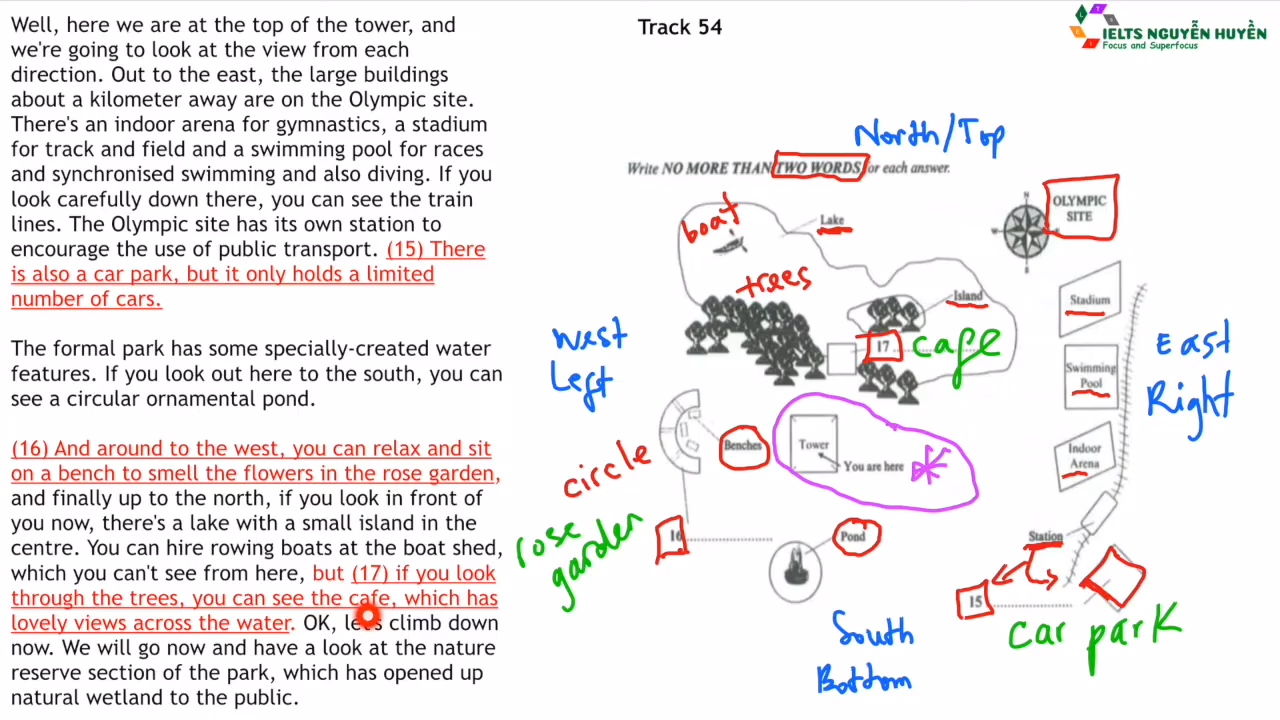 Well, here we are at the top of the tower, and
we're going to look at the view from each
direction. Out to the east, the large buildings
about a kilometer away are on the Olympic site.
There's an indoor arena for gymnastics, a stadium
for track and field and a swimming pool for races
and synchronised swimming and also diving. If you
look carefully down there, you can see the train
lines. The Olympic site has its own station to
encourage the use of public transport. (15) There
is also a car park, but it only holds a limited
number of cars.
The formal park has some specially-created water
features. If you look out here to the south, you can
see a circular ornamental pond.
(16) And around to the west, you can relax and sit
on a bench to smell the flowers in the rose garden,
and finally up to the north, if you look in front of
you now, there's a lake with a small island in the
centre. You can hire rowing boats at the boat shed,
which you can't see from here, but (17) if you look
through the trees, you can see the cafe, which has
lovely views across the water. OK, let's climb down
now. We will go now and have a look at the nature
reserve section of the park, which has opened up
natural wetland to the public.
Track 54
IELTS NGUYỄN HUYỀN
Focus and Superfocus
North/Top
Write NO MORE THAN TWO WORDS for each answer.
boat
Lake
N
OLYMPIC
SITE
trees
Island
Stadium
West
Left
17
cafe
East
Right
Swimming
Pool
Benches
Tower
You are here
Indoor
Arena
circle
rose
garden
16
Pond
Station
15
car park
South
Bottom